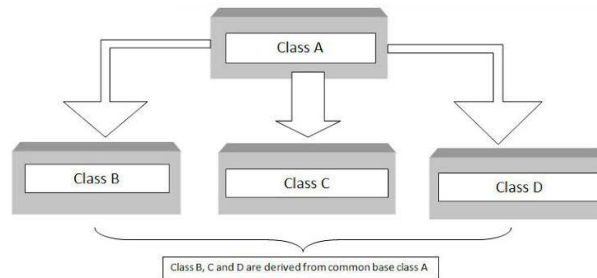 Class A
Class B
Class C
Class D
Class B, C and D are derived from common base class A